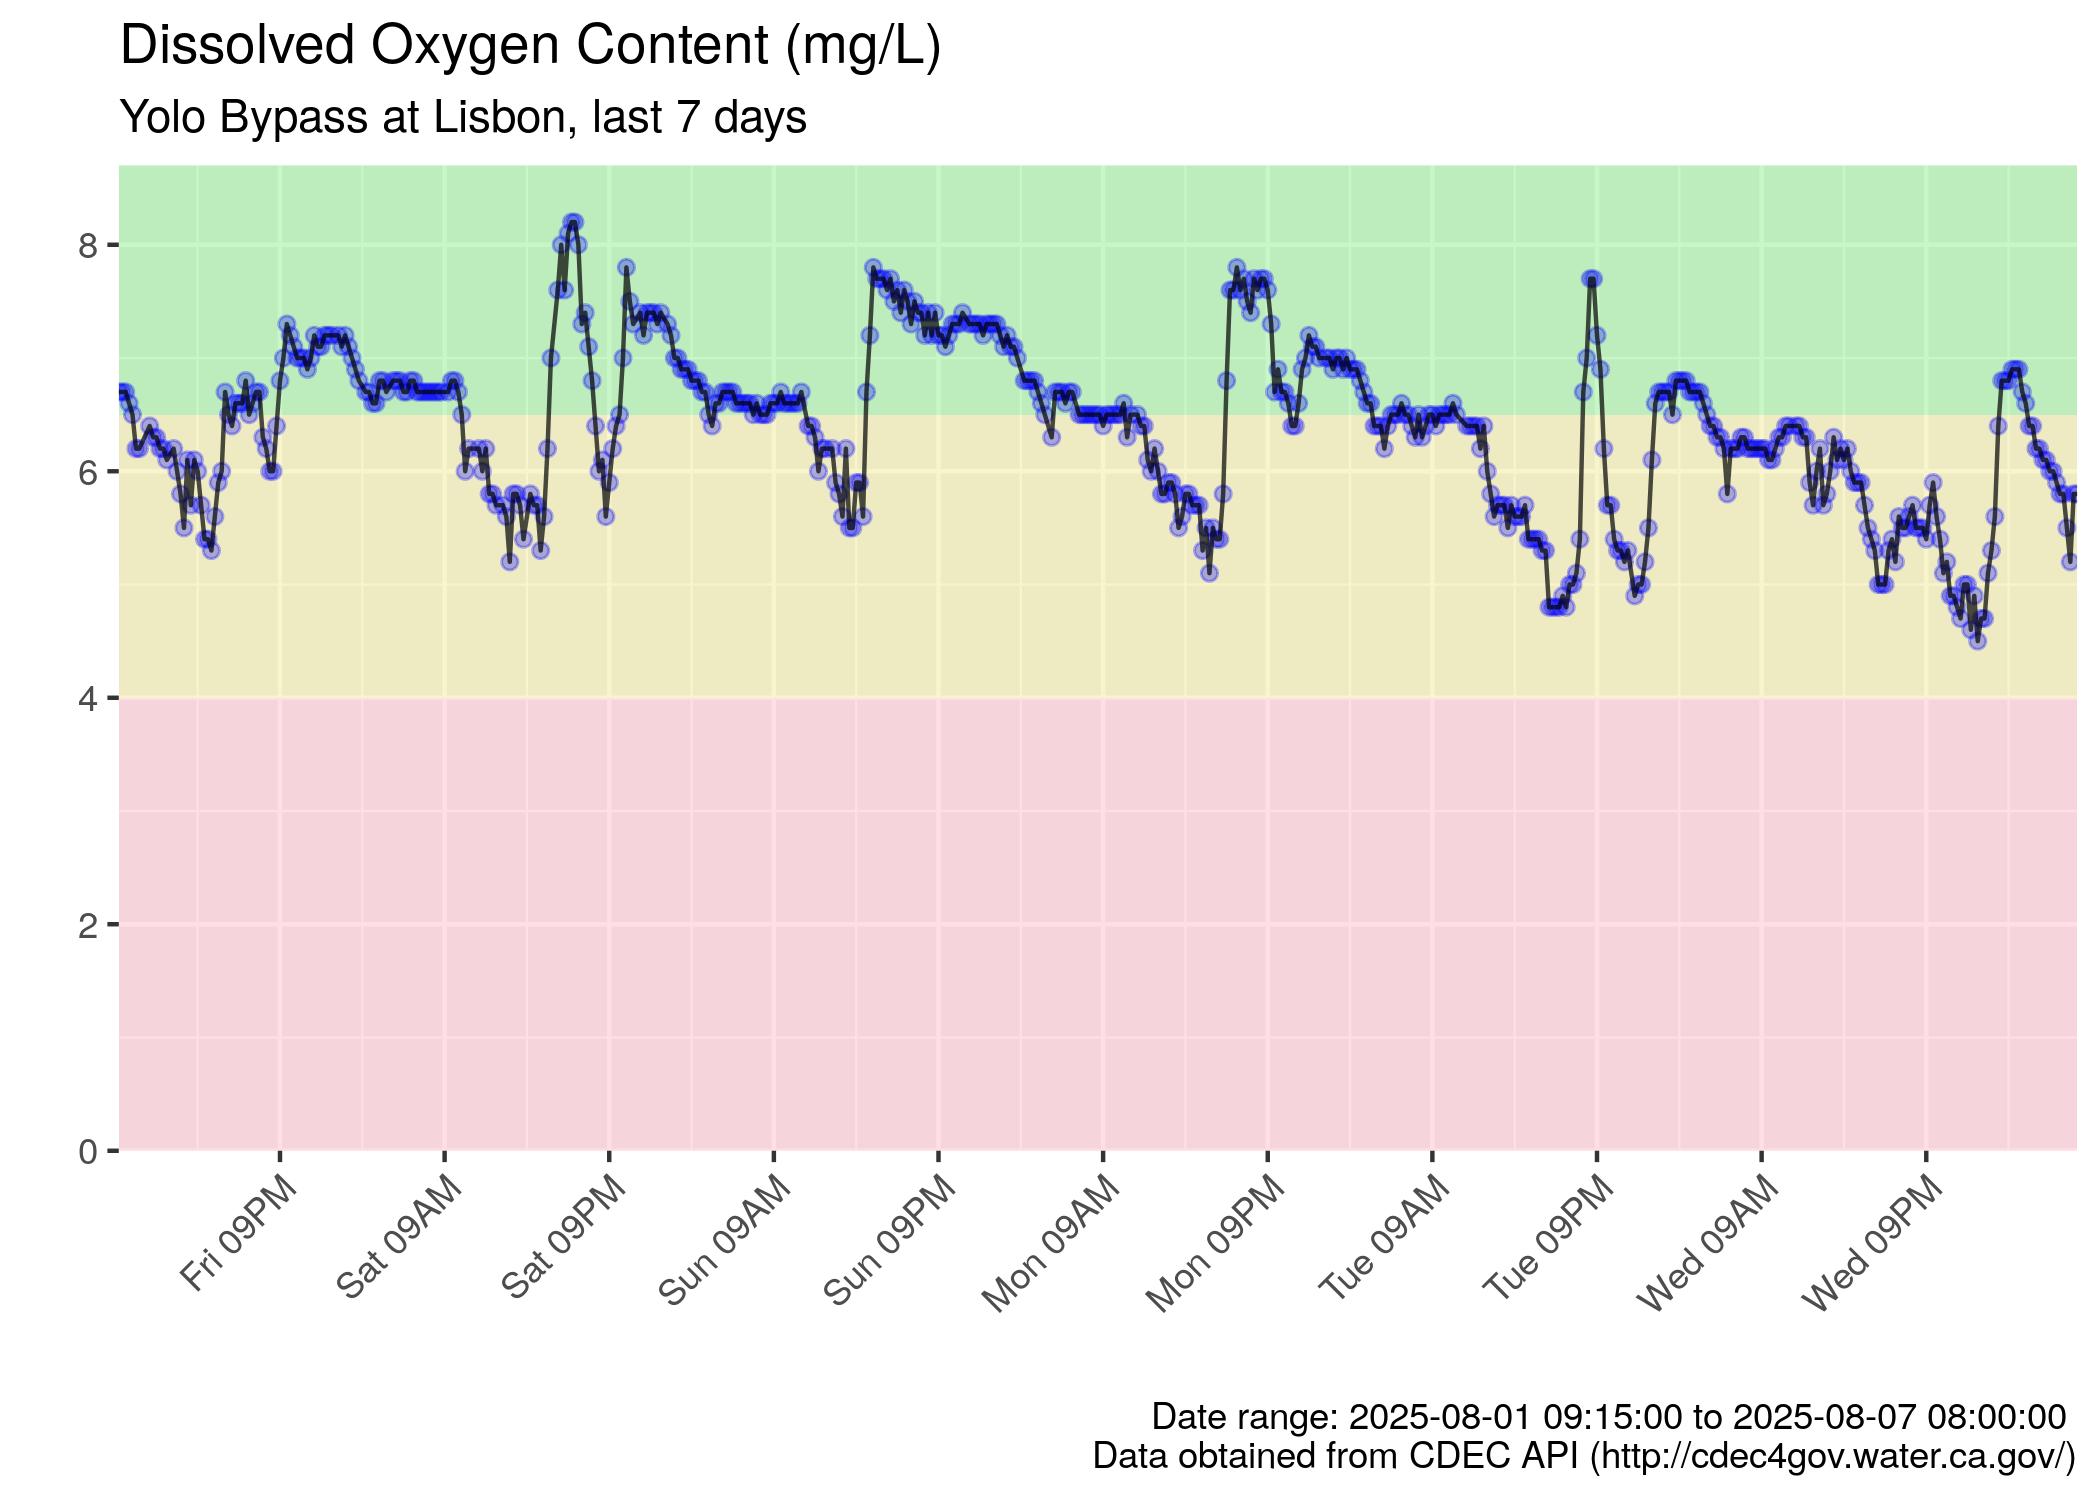 Dissolved Oxygen Content (mg/L)
Yolo Bypass at Lisbon, last 7 days
8
6
4
2
0
Fri 09PM
Sat 09AM
Sat 09PM
Sun 09AM
Sun 09PM
Mon 09AM
Mon 09PM
Tue 09AM
Tue 09PM
Wed 09AM
Wed 09PM
Date range: 2025-08-01 09:15:00 to 2025-08-07 08:00:00
Data obtained from CDEC API (http://cdec4gov.water.ca.gov/)